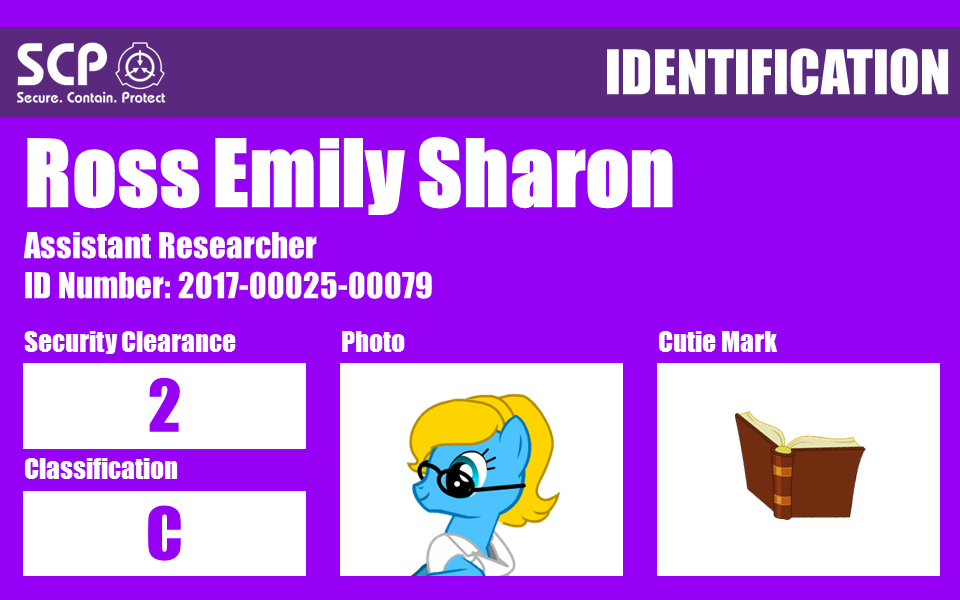 SCP
Secure. Contain. Protect
IDENTIFICATION
Ross Emily Sharon
Assistant Researcher
ID Number: 2017-00025-00079
Security Clearance
2
Classification
C
Photo
Cutie Mark